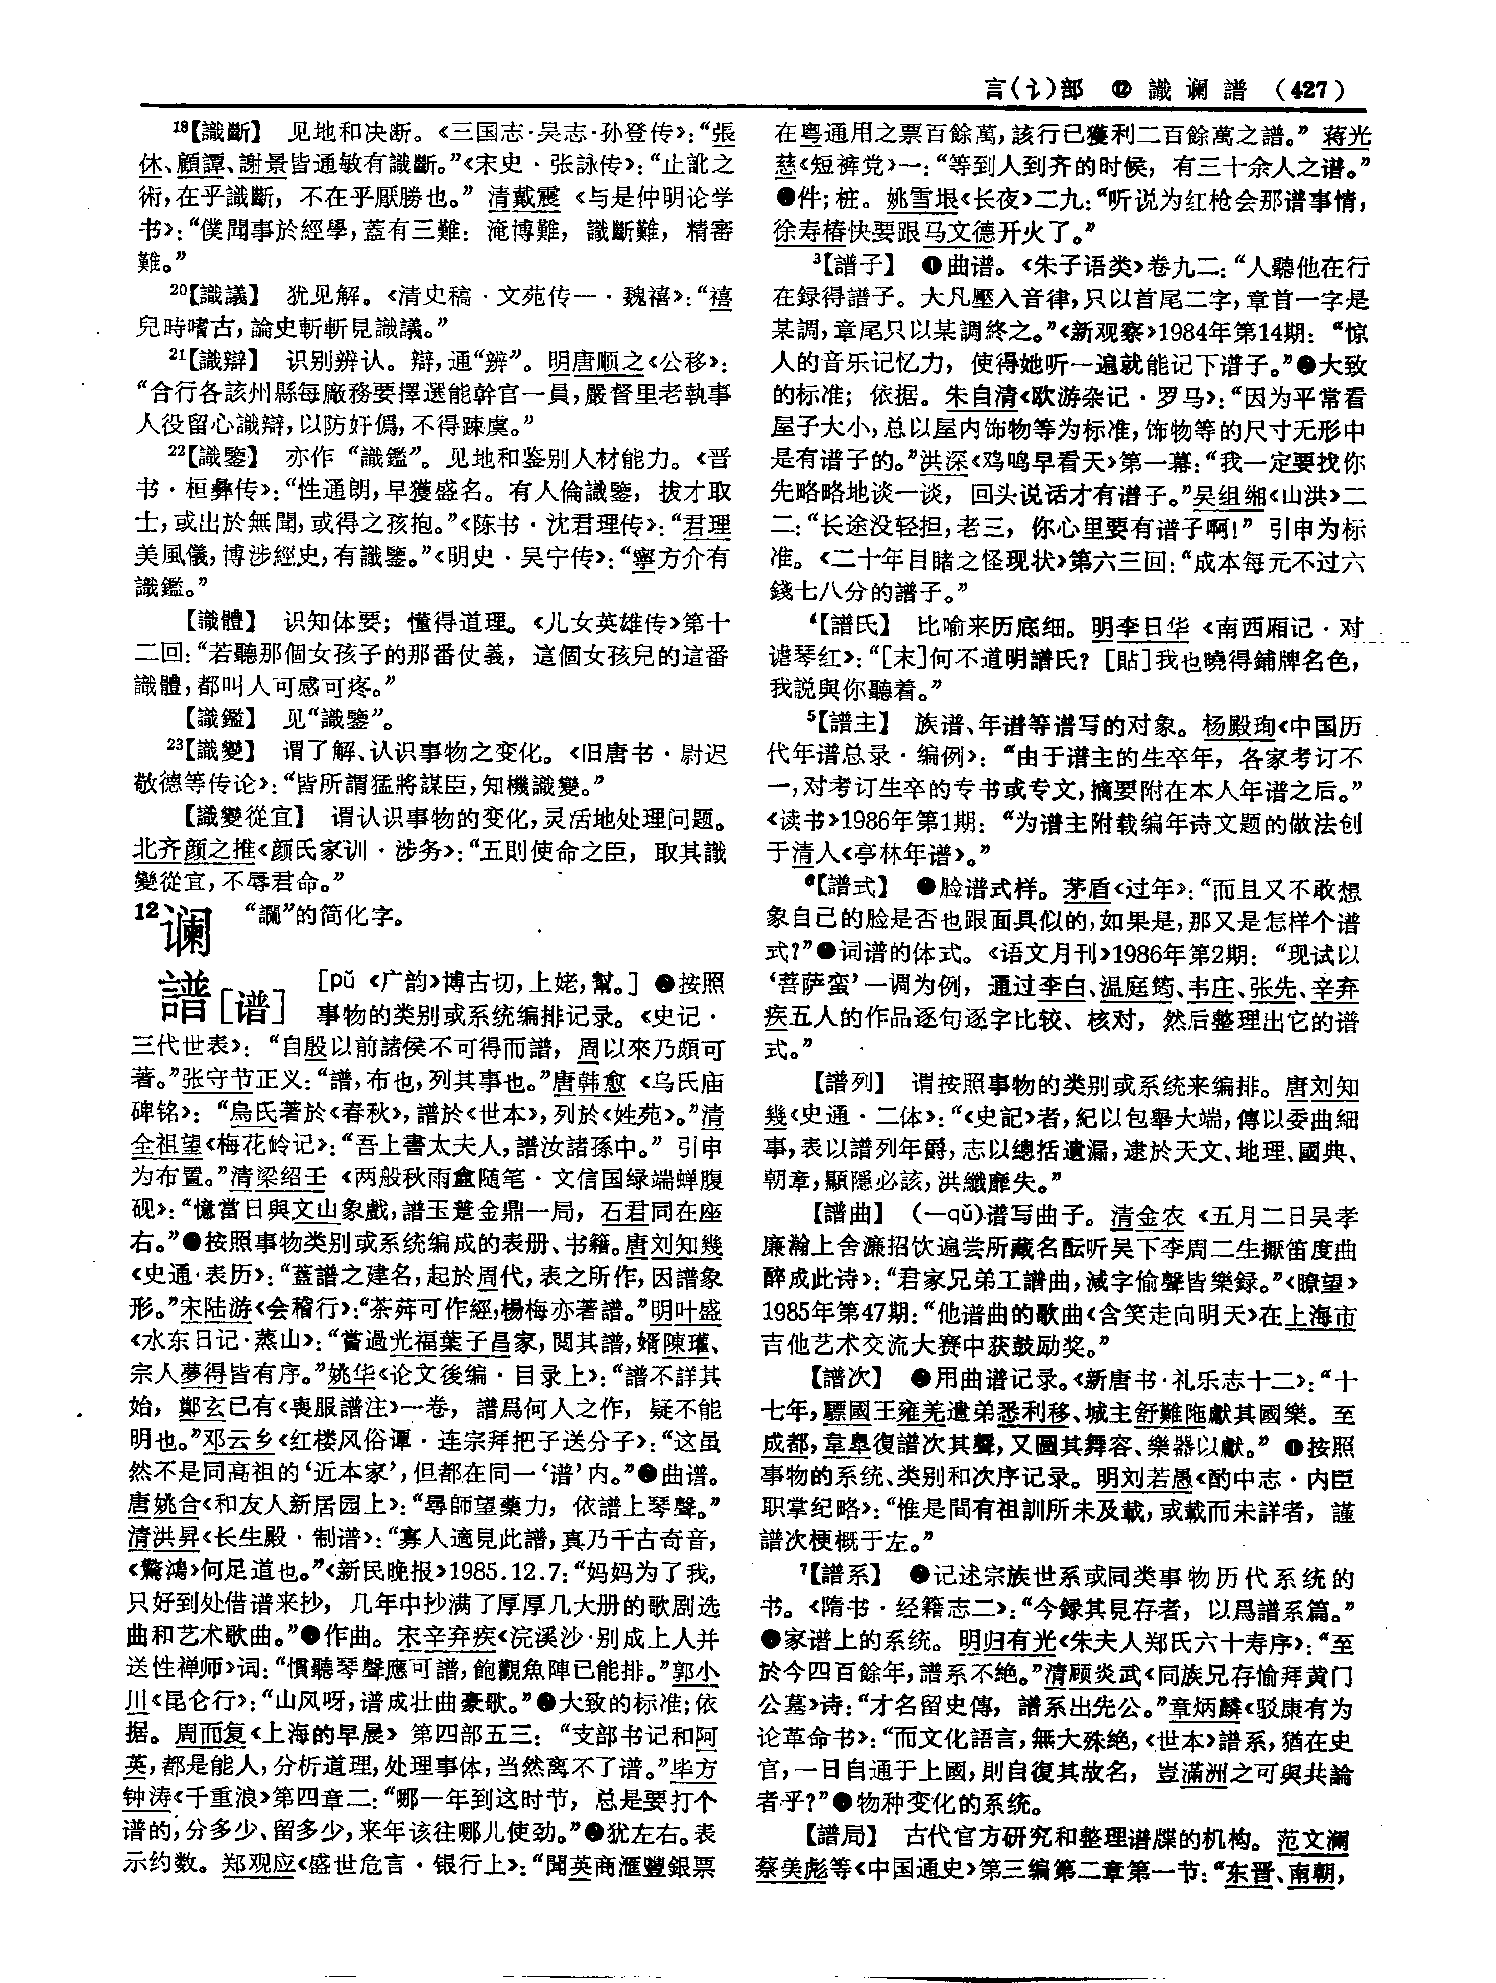 言(讠)部 ⑫ 識 谰 譜 (427)
¹⁹【識斷】 见地和决断。《三国志·吴志·孙登传》：“張
休、顧譚、謝景皆通敏有識斷。”《宋史·张詠传》：“止訛之
術，在乎識斷，不在乎厭勝也。” 清戴震《与是仲明论学
书》：“僕聞事於經學，蓋有三難：淹博難，識斷難，精審
難。”
²⁰【識議】 犹见解。《清史稿·文苑传一·魏禧》：“禧
兒時嗜古，論史斬斬見識議。”
²¹【識辯】 识别辨认。辩，通“辨”。明唐顺之《公移》：
“合行各該州縣每廠務要擇選能幹官一員，嚴督里老執事
人役留心識辯，以防奸僞，不得踈虞。”
²²【識鑒】 亦作“識鑑”。见地和鉴别人材能力。《晋
书·桓彝传》：“性通朗，早獲盛名。有人倫識鑒，拔才取
士，或出於無聞，或得之孩抱。”《陈书·沈君理传》：“君理
美風儀，博涉經史，有識鑒。”《明史·吴宁传》：“寧方介有
識鑑。”
【識體】 识知体要；懂得道理。《儿女英雄传》第十
二回：“若聽那個女孩子的那番仗義，這個女孩兒的這番
識體，都叫人可感可疼。”
【識鑑】 见“識鑒”。
²³【識變】 谓了解、认识事物之变化。《旧唐书·尉迟
敬德等传论》：“皆所謂猛將謀臣，知機識變。”
【識變從宜】 谓认识事物的变化，灵活地处理问题。
北齐颜之推《颜氏家训·涉务》：“五則使命之臣，取其識
變從宜，不辱君命。”
12谰 “讕”的简化字。
譜[谱] [pǔ《广韵》博古切，上姥，幫。] ❶按照
事物的类别或系统编排记录。《史记·
三代世表》：“自殷以前諸侯不可得而譜，周以來乃頗可
著。”张守节正义：“譜，布也，列其事也。”唐韩愈《乌氏庙
碑铭》：“烏氏著於《春秋》，譜於《世本》，列於《姓苑》。”清
全祖望《梅花岭记》：“吾上書太夫人，譜汝諸孫中。” 引申
为布置。”清梁绍壬《两般秋雨盦随笔·文信国绿端蝉腹
砚》：“憶當日與文山象戲，譜玉薹金鼎一局，石君同在座
右。”❷按照事物类别或系统编成的表册、书籍。唐刘知幾
《史通·表历》：“蓋譜之建名，起於周代，表之所作，因譜象
形。”宋陆游《会稽行》：“茶荈可作經，楊梅亦著譜。”明叶盛
《水东日记·蒸山》：“嘗過光福葉子昌家，閲其譜，婿陳瓘、
宗人夢得皆有序。”姚华《论文後编·目录上》：“譜不詳其
始，鄭玄已有《喪服譜注》一卷，譜爲何人之作，疑不能
明也。”邓云乡《红楼风俗谭·连宗拜把子送分子》：“这虽
然不是同高祖的‘近本家’，但都在同一‘谱’内。”❸曲谱。
唐姚合《和友人新居园上》：“尋師望藥力，依譜上琴聲。”
清洪昇《长生殿·制谱》：“寡人適見此譜，真乃千古奇音，
《驚鴻》何足道也。”《新民晚报》1985.12.7：“妈妈为了我，
只好到处借谱来抄，几年中抄满了厚厚几大册的歌剧选
曲和艺术歌曲。”❹作曲。宋辛弃疾《浣溪沙·别成上人并
送性禅师》词：“慣聽琴聲應可譜，飽觀魚陣已能排。”郭小
川《昆仑行》：“山风呀，谱成壮曲豪歌。”❺大致的标准；依
据。周而复《上海的早晨》第四部五三：“支部书记和阿
英，都是能人，分析道理，处理事体，当然离不了谱。”毕方
钟涛《千重浪》第四章二：“哪一年到这时节，总是要打个
谱的，分多少、留多少，来年该往哪儿使劲。”❻犹左右。表
示约数。郑观应《盛世危言·银行上》：“聞英商滙豐銀票
在粤通用之票百餘萬，該行已獲利二百餘萬之譜。” 蒋光
慈《短裤党》一：“等到人到齐的时候，有三十余人之谱。”
❼件；桩。姚雪垠《长夜》二九：“听说为红枪会那谱事情，
徐寿椿快要跟马文德开火了。”
³【譜子】 ❶曲谱。《朱子语类》卷九二：“人聽他在行
在録得譜子。大凡壓入音律，只以首尾二字，章首一字是
某調，章尾只以某調終之。”《新观察》1984年第14期：“惊
人的音乐记忆力，使得她听一遍就能记下谱子。”❷大致
的标准；依据。朱自清《欧游杂记·罗马》：“因为平常看
屋子大小，总以屋内饰物等为标准，饰物等的尺寸无形中
是有谱子的。”洪深《鸡鸣早看天》第一幕：“我一定要找你
先略略地谈一谈，回头说话才有谱子。”吴组缃《山洪》二
二：“长途没轻担，老三，你心里要有谱子啊！” 引申为标
准。《二十年目睹之怪现状》第六三回：“成本每元不过六
錢七八分的譜子。”
⁴【譜氏】 比喻来历底细。明李日华《南西厢记·对
谑琴红》：“[末]何不道明譜氏？[貼]我也曉得鋪牌名色，
我説與你聽着。”
⁵【譜主】 族谱、年谱等谱写的对象。杨殿珣《中国历
代年谱总录·编例》：“由于谱主的生卒年，各家考订不
一，对考订生卒的专书或专文，摘要附在本人年谱之后。”
《读书》1986年第1期：“为谱主附载编年诗文题的做法创
于清人《亭林年谱》。”
⁶【譜式】 ❶脸谱式样。茅盾《过年》：“而且又不敢想
象自己的脸是否也跟面具似的，如果是，那又是怎样个谱
式？”❷词谱的体式。《语文月刊》1986年第2期：“现试以
‘菩萨蛮’一调为例，通过李白、温庭筠、韦庄、张先、辛弃
疾五人的作品逐句逐字比较、核对，然后整理出它的谱
式。”
【譜列】 谓按照事物的类别或系统来编排。唐刘知
幾《史通·二体》：“《史記》者，紀以包舉大端，傳以委曲細
事，表以譜列年爵，志以總括遺漏，逮於天文、地理、國典、
朝章，顯隱必該，洪纖靡失。”
【譜曲】 (—qǔ)谱写曲子。清金农《五月二日吴孝
廉瀚上舍濂招饮遍尝所藏名酝听吴下李周二生擫笛度曲
醉成此诗》：“君家兄弟工譜曲，減字偷聲皆樂録。”《瞭望》
1985年第47期：“他谱曲的歌曲《含笑走向明天》在上海市
吉他艺术交流大赛中获鼓励奖。”
【譜次】 ❶用曲谱记录。《新唐书·礼乐志十二》：“十
七年，驃國王雍羌遣弟悉利移、城主舒難陁獻其國樂。至
成都，韋皋復譜次其聲，又圖其舞容、樂器以獻。” ❷按照
事物的系统、类别和次序记录。明刘若愚《酌中志·内臣
职掌纪略》：“惟是間有祖訓所未及載，或載而未詳者，謹
譜次梗概于左。”
⁷【譜系】 ❶记述宗族世系或同类事物历代系统的
书。《隋书·经籍志二》：“今録其見存者，以爲譜系篇。”
❷家谱上的系统。明归有光《朱夫人郑氏六十寿序》：“至
於今四百餘年，譜系不絶。”清顾炎武《同族兄存愉拜黄门
公墓》诗：“才名留史傳，譜系出先公。”章炳麟《驳康有为
论革命书》：“而文化語言，無大殊绝，《世本》譜系，猶在史
官，一日自通于上國，則自復其故名，豈滿洲之可與共論
者乎？”❸物种变化的系统。
【譜局】 古代官方研究和整理谱牒的机构。范文澜
蔡美彪等《中国通史》第三编第二章第一节：“东晋、南朝，